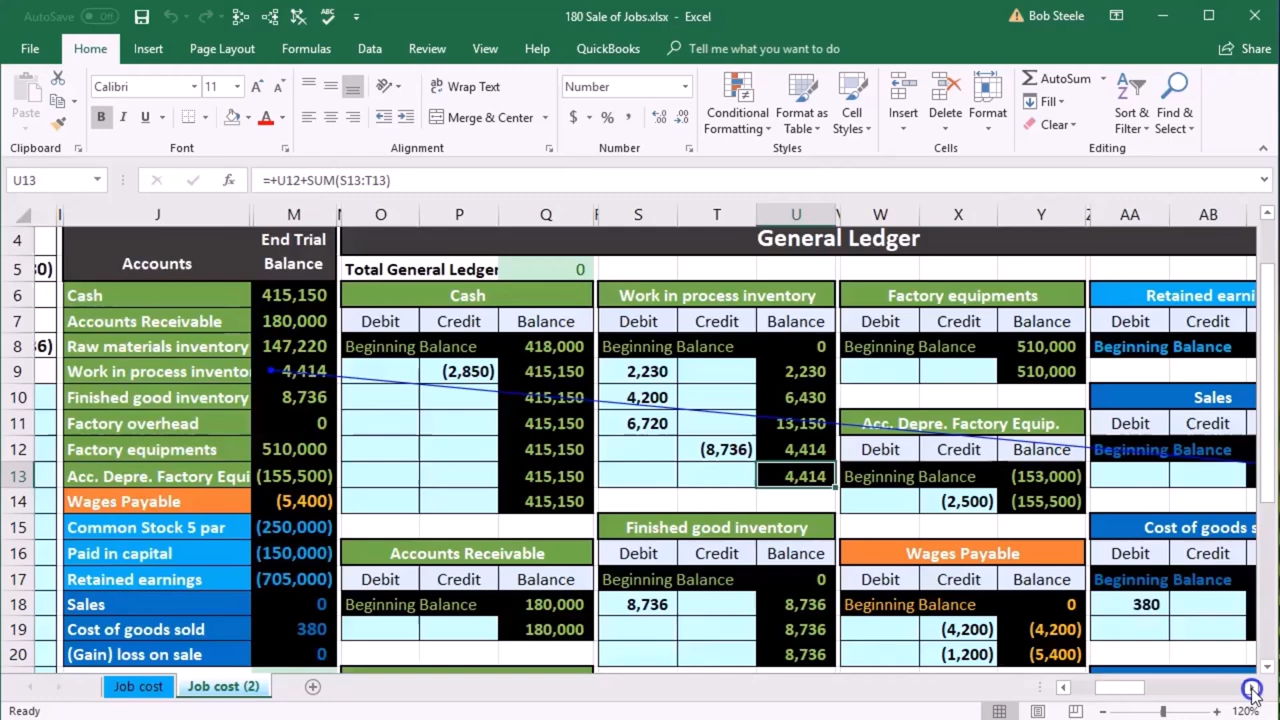 AutoSave Off 180 Sale of Jobs.xlsx - Excel Bob Steele
File Home Insert Page Layout Formulas Data Review View Help QuickBooks Tell me what you want to do Share
Paste Calibri 11 B I U A Wrap Text Merge & Center Number $ % Conditional Formatting Format as Table Cell Styles Insert Delete Format AutoSum Fill Clear Sort & Filter Find & Select
Clipboard Font Alignment Number Styles Cells Editing
U13 fx =+U12+SUM(S13:T13)
J M O P Q S T U W X Y AA AB
4 End Trial General Ledger
5 Accounts Balance Total General Ledger 0
6 Cash 415,150 Cash Work in process inventory Factory equipments Retained earni
7 Accounts Receivable 180,000 Debit Credit Balance Debit Credit Balance Debit Credit Balance Debit Credit
8 Raw materials inventory 147,220 Beginning Balance 418,000 Beginning Balance 0 Beginning Balance 510,000 Beginning Balance
9 Work in process invento 4,414 (2,850) 415,150 2,230 2,230 510,000
10 Finished good inventory 8,736 415,150 4,200 6,430 Sales
11 Factory overhead 0 415,150 6,720 13,150 Acc. Depre. Factory Equip. Debit Credit
12 Factory equipments 510,000 415,150 (8,736) 4,414 Debit Credit Balance Beginning Balance
13 Acc. Depre. Factory Equi (155,500) 415,150 4,414 Beginning Balance (153,000)
14 Wages Payable (5,400) 415,150 (2,500) (155,500)
15 Common Stock 5 par (250,000) Finished good inventory Cost of goods s
16 Paid in capital (150,000) Accounts Receivable Debit Credit Balance Wages Payable Debit Credit
17 Retained earnings (705,000) Debit Credit Balance Beginning Balance 0 Debit Credit Balance Beginning Balance
18 Sales 0 Beginning Balance 180,000 8,736 8,736 Beginning Balance 0 380
19 Cost of goods sold 380 180,000 8,736 (4,200) (4,200)
20 (Gain) loss on sale 0 8,736 (1,200) (5,400)
Job cost Job cost (2)
Ready 120%